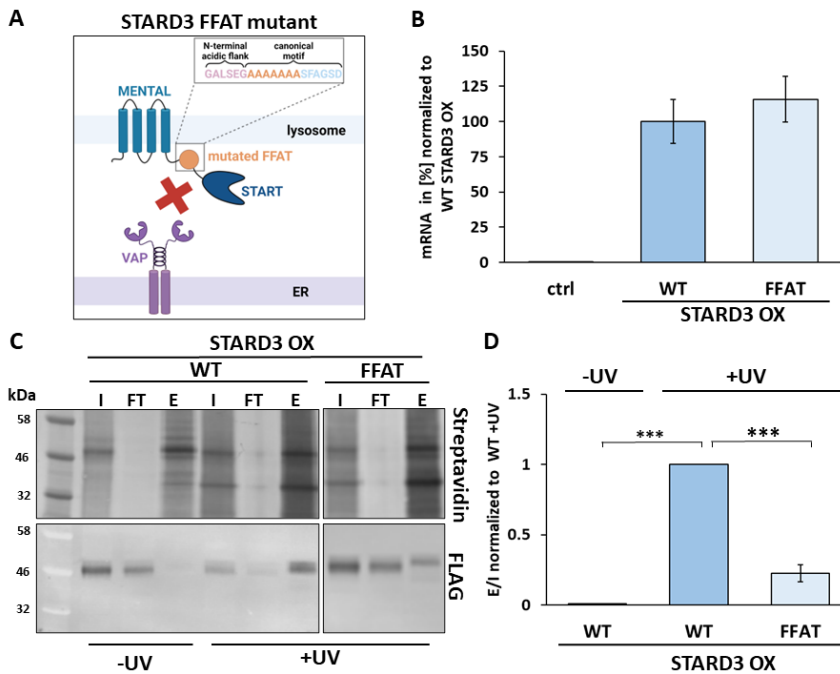 A
STARD3 FFAT mutant
N-terminal
acidic flank
canonical
motif
GALSEGAAAAAAASFAGSD
MENTAL
lysosome
mutated FFAT
START
VAP
ER
B
mRNA in [%] normalized to
WT STARD3 OX
150
125
100
75
50
25
0
ctrl
WT
FFAT
STARD3 OX
C
STARD3 OX
WT
FFAT
kDa
I FT E I FT E I FT E
58
46
32
Streptavidin
58
46
32
FLAG
-UV
+UV
D
-UV
+UV
E/I normalized to WT +UV
1.5
1
0.5
0
***
***
WT
WT
FFAT
STARD3 OX